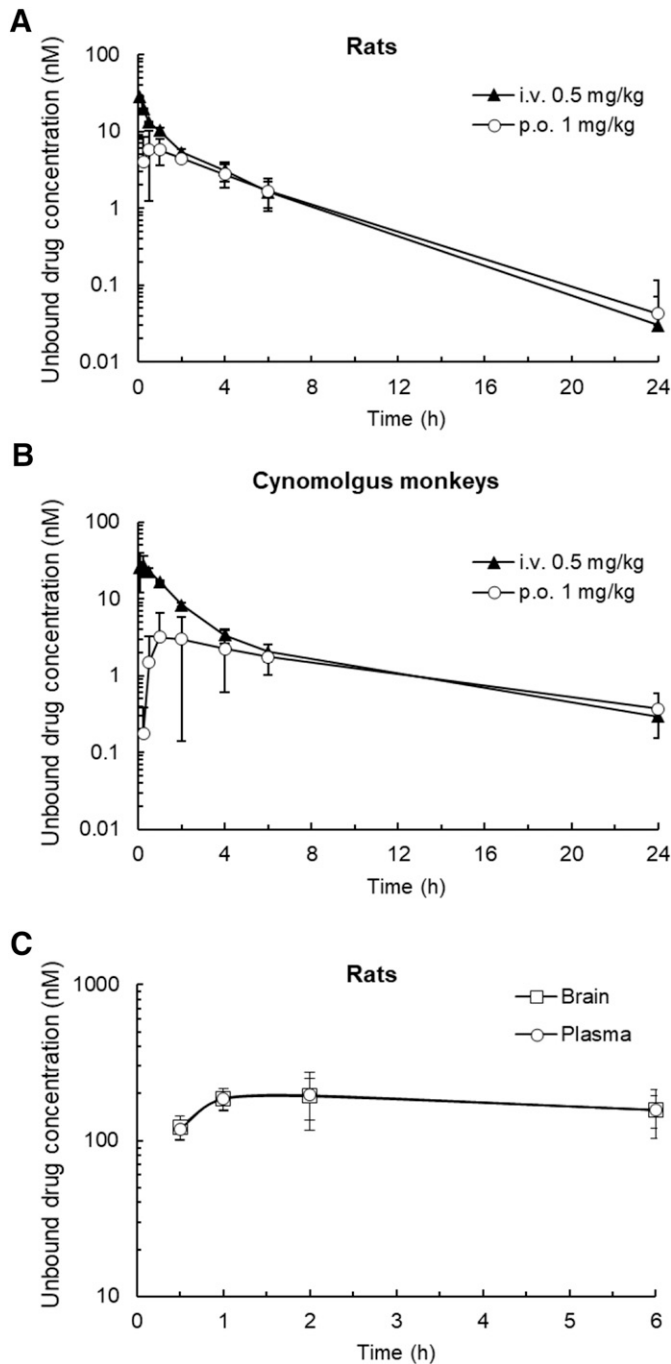 A
Rats
Unbound drug concentration (nM)
100
10
1
0.1
0.01
i.v. 0.5 mg/kg
p.o. 1 mg/kg
0 4 8 12 16 20 24
Time (h)
B
Cynomolgus monkeys
Unbound drug concentration (nM)
100
10
1
0.1
0.01
i.v. 0.5 mg/kg
p.o. 1 mg/kg
0 4 8 12 16 20 24
Time (h)
C
Rats
Unbound drug concentration (nM)
1000
100
10
Brain
Plasma
0 1 2 3 4 5 6
Time (h)